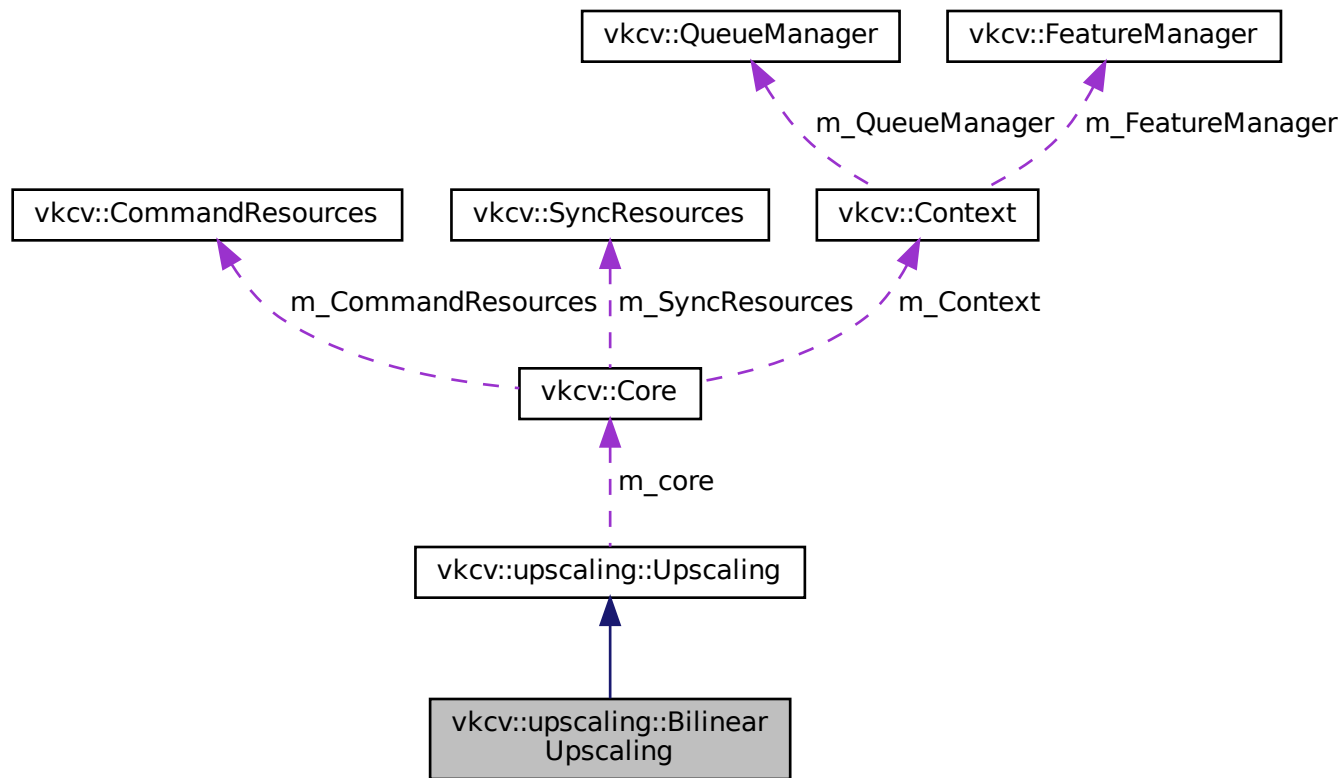 vkcv::QueueManager
vkcv::FeatureManager
m_QueueManager
m_FeatureManager
vkcv::CommandResources
vkcv::SyncResources
vkcv::Context
m_CommandResources
m_SyncResources
m_Context
vkcv::Core
m_core
vkcv::upscaling::Upscaling
vkcv::upscaling::Bilinear
Upscaling